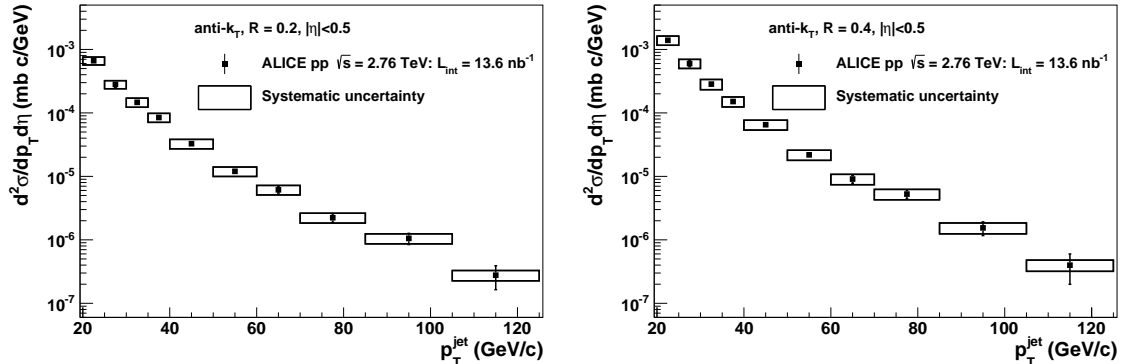 anti-k_T, R = 0.2, |η|<0.5
ALICE pp √s = 2.76 TeV: L_int = 13.6 nb⁻¹
Systematic uncertainty
d²σ/dp_T dη (mb c/GeV)
10⁻³
10⁻⁴
10⁻⁵
10⁻⁶
10⁻⁷
20 40 60 80 100 120
p_T^jet (GeV/c)
anti-k_T, R = 0.4, |η|<0.5
ALICE pp √s = 2.76 TeV: L_int = 13.6 nb⁻¹
Systematic uncertainty
d²σ/dp_T dη (mb c/GeV)
10⁻³
10⁻⁴
10⁻⁵
10⁻⁶
10⁻⁷
20 40 60 80 100 120
p_T^jet (GeV/c)